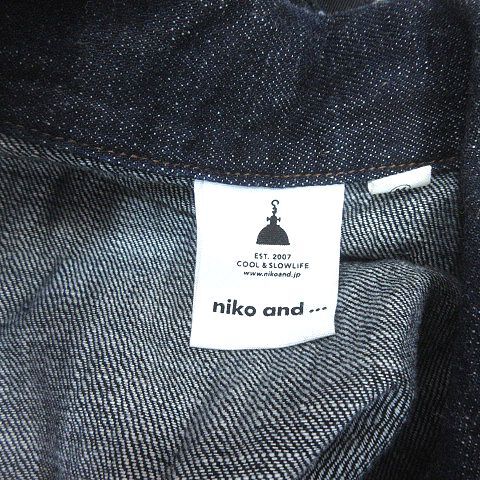 EST. 2007
COOL & SLOWLIFE
www.nikoand.jp
niko and ...